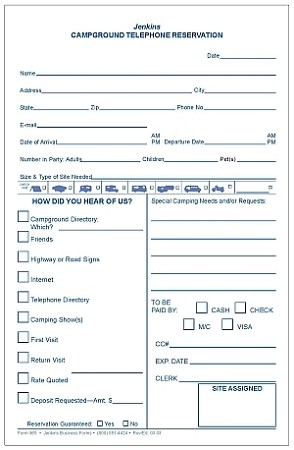 Jenkins
CAMPGROUND TELEPHONE RESERVATION
Date
Name
Address City
State Zip Phone No.
E-mail
Date of Arrival AM PM Departure Date AM PM
Number in Party: Adults Children Pet(s)
Size & Type of Site Needed
HOW DID YOU HEAR OF US?
Campground Directory:
Which?
Friends
Highway or Road Signs
Internet
Telephone Directory
Camping Show(s)
First Visit
Return Visit
Rate Quoted
Deposit Requested—Amt. $
Reservation Guaranteed: Yes No
Special Camping Needs and/or Requests:
TO BE
PAID BY: CASH CHECK
M/C VISA
CC#
EXP. DATE
CLERK
SITE ASSIGNED
Jenkins Business Forms